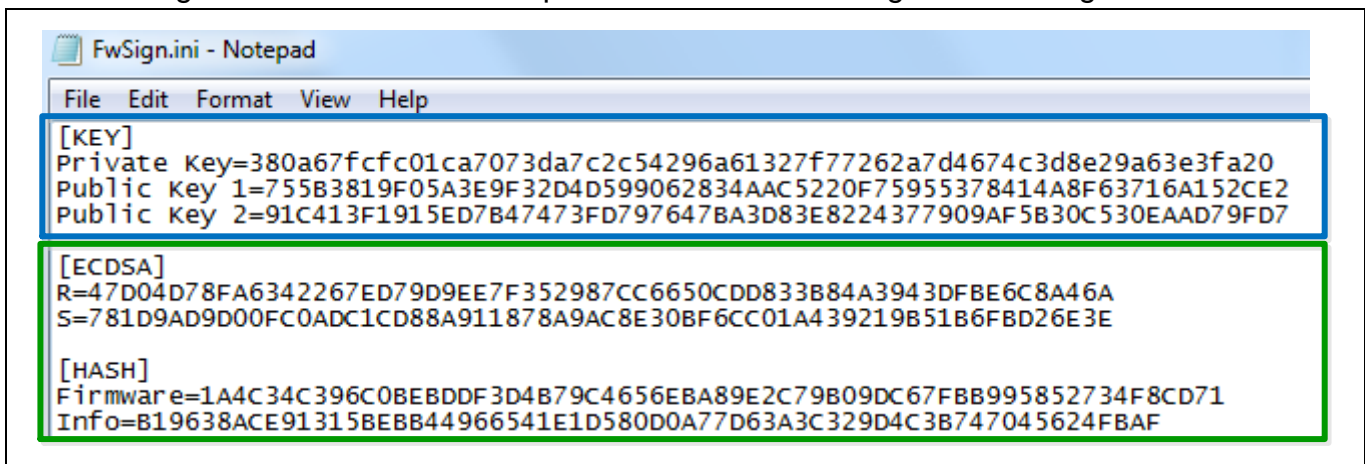 FwSign.ini - Notepad
File Edit Format View Help
[KEY]
Private Key=380a67fcfc01ca7073da7c2c54296a61327f77262a7d4674c3d8e29a63e3fa20
Public Key 1=755B3819F05A3E9F32D4D599062834AAC5220F75955378414A8F63716A152CE2
Public Key 2=91C413F1915ED7B47473FD797647BA3D83E8224377909AF5B30C530EAAD79FD7
[ECDSA]
R=47D04D78FA6342267ED79D9EE7F352987CC6650CDD833B84A3943DFBE6C8A46A
S=781D9AD9D00FC0ADC1CD88A911878A9AC8E30BF6CC01A439219B51B6FBD26E3E
[HASH]
Firmware=1A4C34C396C0BEBDDF3D4B79C4656EBA89E2C79B09DC67FBB995852734F8CD71
Info=B19638ACE91315BEBB44966541E1D580D0A77D63A3C329D4C3B747045624FBAF